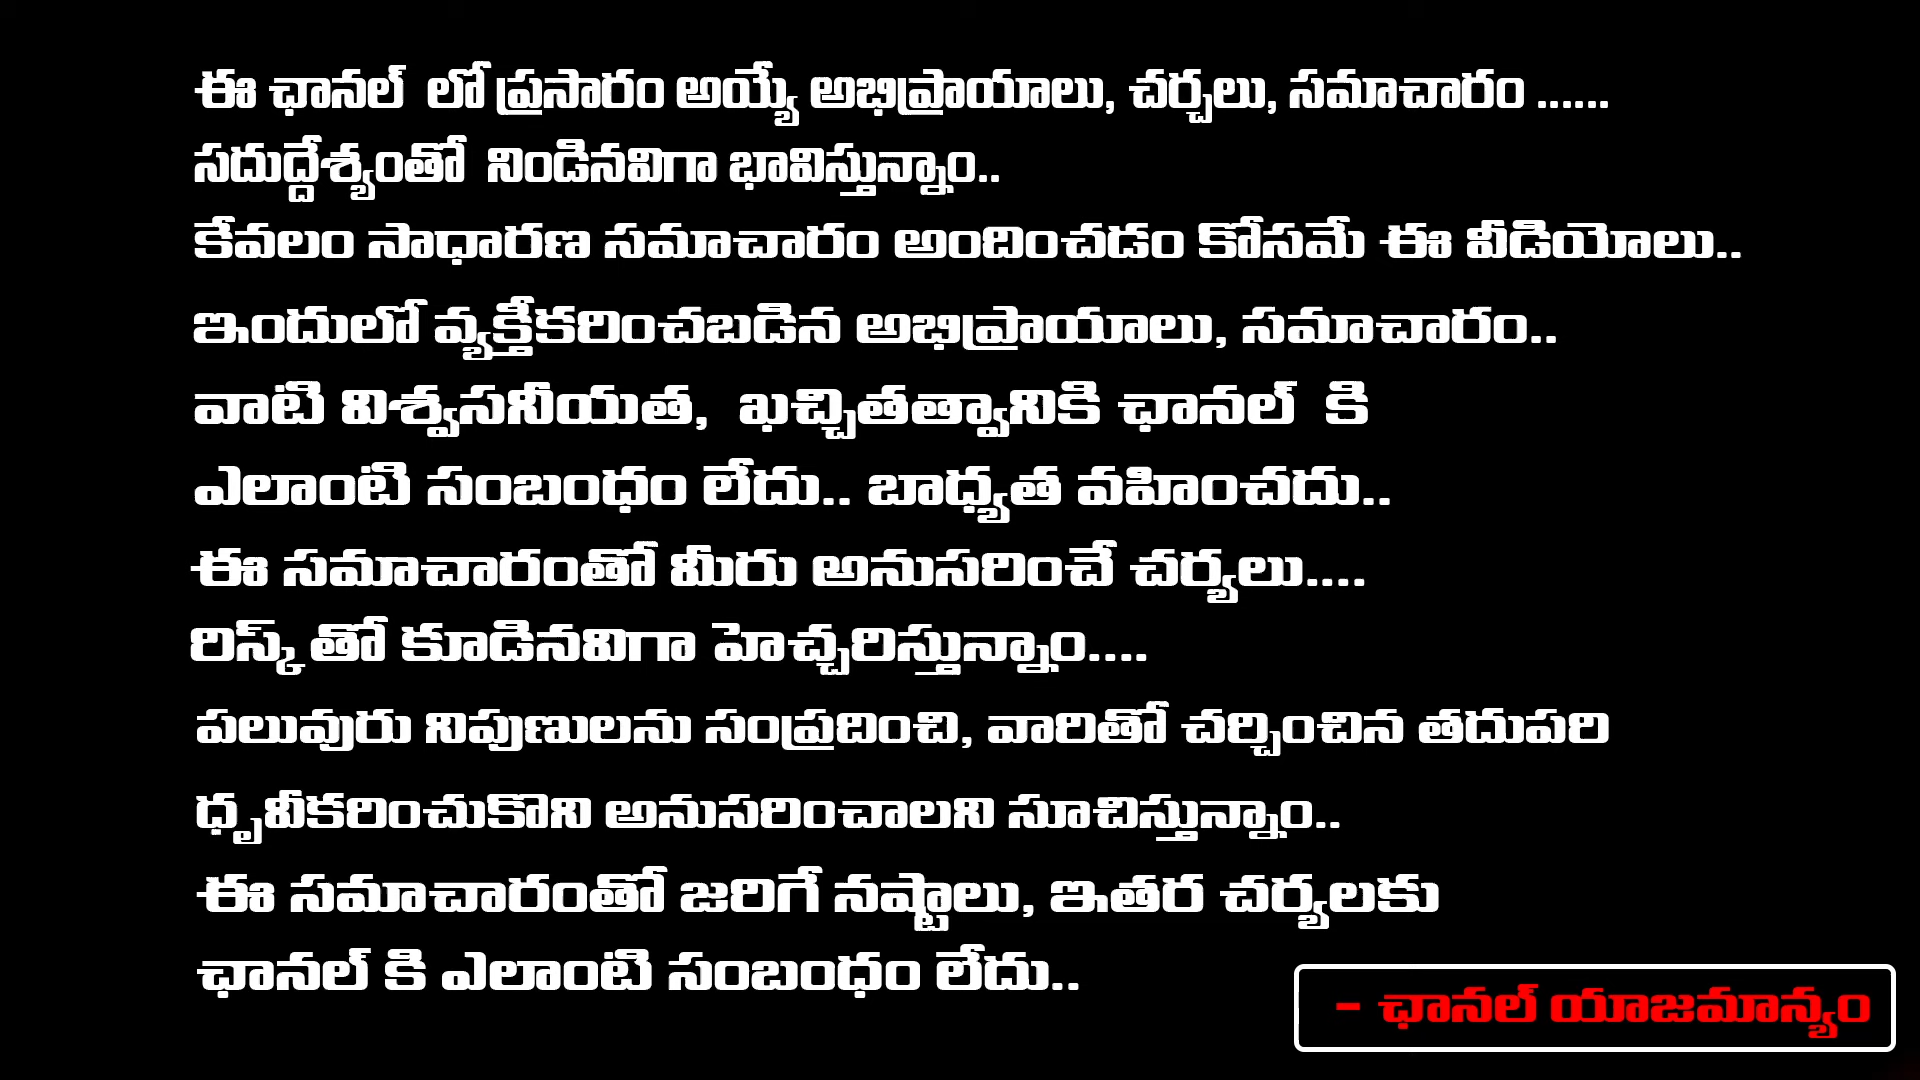 ఈ ఛానల్ లో ప్రసారం అయ్యే అభిప్రాయాలు, చర్చలు, సమాచారం ......
సదుద్దేశ్యంతో నిండినవిగా భావిస్తున్నాం..
కేవలం సాధారణ సమాచారం అందించడం కోసమే ఈ వీడియోలు..
ఇందులో వ్యక్తీకరించబడిన అభిప్రాయాలు, సమాచారం..
వాటి విశ్వసనీయత, ఖచ్చితత్వానికి ఛానల్ కి
ఎలాంటి సంబంధం లేదు.. బాధ్యత వహించదు..
ఈ సమాచారంతో మీరు అనుసరించే చర్యలు....
రిస్క్ తో కూడినవిగా హెచ్చరిస్తున్నాం....
పలువురు నిపుణులను సంప్రదించి, వారితో చర్చించిన తదుపరి
ధృవీకరించుకొని అనుసరించాలని సూచిస్తున్నాం..
ఈ సమాచారంతో జరిగే నష్టాలు, ఇతర చర్యలకు
ఛానల్ కి ఎలాంటి సంబంధం లేదు..
- ఛానల్ యాజమాన్యం